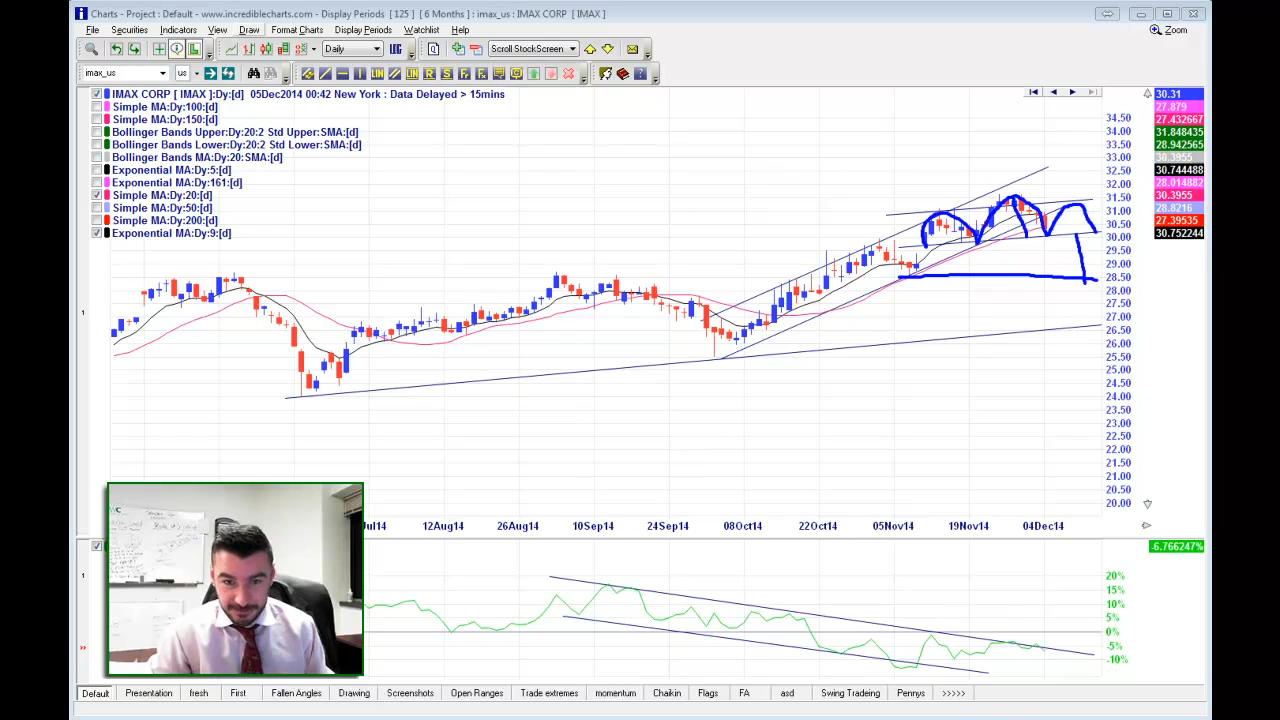 Charts - Project : Default - www.incrediblecharts.com - Display Periods [ 125 ] [ 6 Months ] : imax_us : IMAX CORP [ IMAX ]
File Securities Indicators View Draw Format Charts Display Periods Watchlist Help
Zoom
Daily
Scroll StockScreen
imax_us
us
IMAX CORP [ IMAX ]:Dy:[d] 05Dec2014 00:42 New York : Data Delayed > 15mins
Simple MA:Dy:100:[d]
Simple MA:Dy:150:[d]
Bollinger Bands Upper:Dy:20:2 Std Upper:SMA:[d]
Bollinger Bands Lower:Dy:20:2 Std Lower:SMA:[d]
Bollinger Bands MA:Dy:20:SMA:[d]
Exponential MA:Dy:5:[d]
Exponential MA:Dy:161:[d]
Simple MA:Dy:20:[d]
Simple MA:Dy:50:[d]
Simple MA:Dy:200:[d]
Exponential MA:Dy:9:[d]
34.50
34.00
33.50
33.00
32.50
32.00
31.50
31.00
30.50
30.00
29.50
29.00
28.50
28.00
27.50
27.00
26.50
26.00
25.50
25.00
24.50
24.00
23.50
23.00
22.50
22.00
21.50
21.00
20.50
20.00
30.31
27.879
27.432667
31.848435
28.942565
30.3955
30.744488
28.014882
30.3955
28.8216
27.39535
30.752244
1
Jul14 12Aug14 26Aug14 10Sep14 24Sep14 08Oct14 22Oct14 05Nov14 19Nov14 04Dec14
-6.766247%
1
20%
15%
10%
5%
0%
-5%
-10%
Default Presentation fresh First Fallen Angles Drawing Screenshots Open Ranges Trade extremes momentum Chaikin Flags FA asd Swing Tradeing Pennys >>>>>